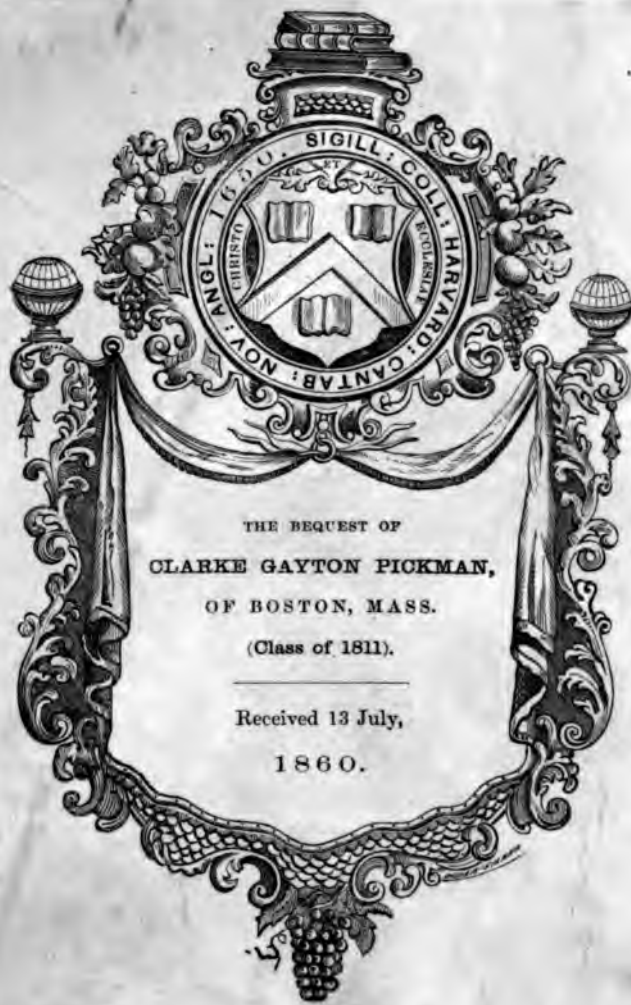 SIGILL: COLL: HARVARD: CANTAB: NOV: ANGL: 1650.
ET
CHRISTO
ECCLESIAE
THE BEQUEST OF
CLARKE GAYTON PICKMAN,
OF BOSTON, MASS.
(Class of 1811).
Received 13 July,
1860.